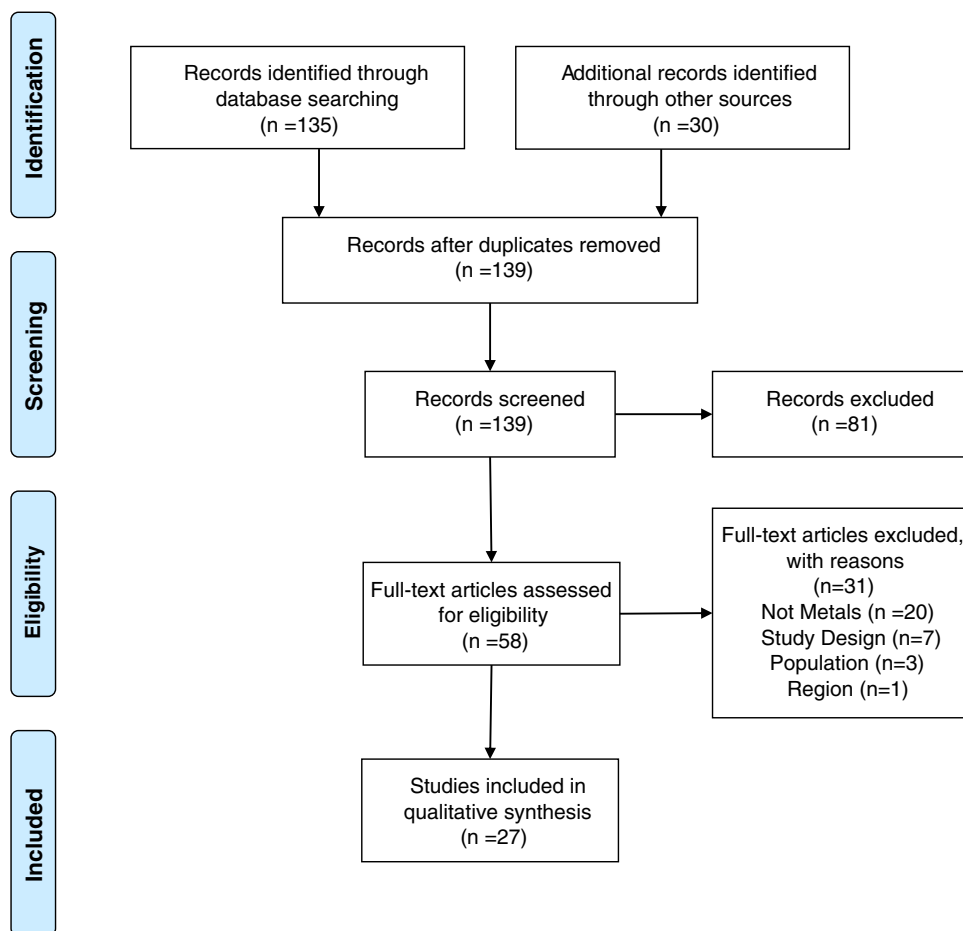 Identification
Records identified through
database searching
(n =135)
Additional records identified
through other sources
(n =30)
Records after duplicates removed
(n =139)
Screening
Records screened
(n =139)
Records excluded
(n =81)
Eligibility
Full-text articles assessed
for eligibility
(n =58)
Full-text articles excluded,
with reasons
(n=31)
Not Metals (n =20)
Study Design (n=7)
Population (n=3)
Region (n=1)
Included
Studies included in
qualitative synthesis
(n =27)